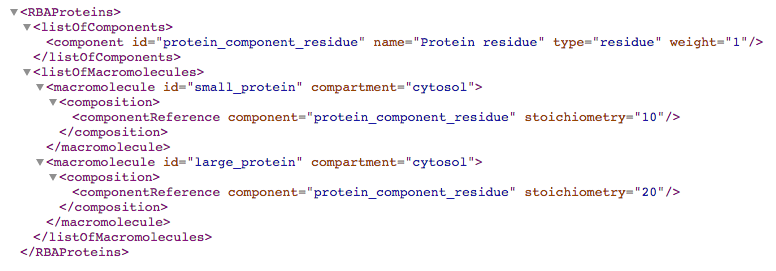 <RBAProteins>
<listOfComponents>
<component id="protein_component_residue" name="Protein residue" type="residue" weight="1"/>
</listOfComponents>
<listOfMacromolecules>
<macromolecule id="small_protein" compartment="cytosol">
<composition>
<componentReference component="protein_component_residue" stoichiometry="10"/>
</composition>
</macromolecule>
<macromolecule id="large_protein" compartment="cytosol">
<composition>
<componentReference component="protein_component_residue" stoichiometry="20"/>
</composition>
</macromolecule>
</listOfMacromolecules>
</RBAProteins>